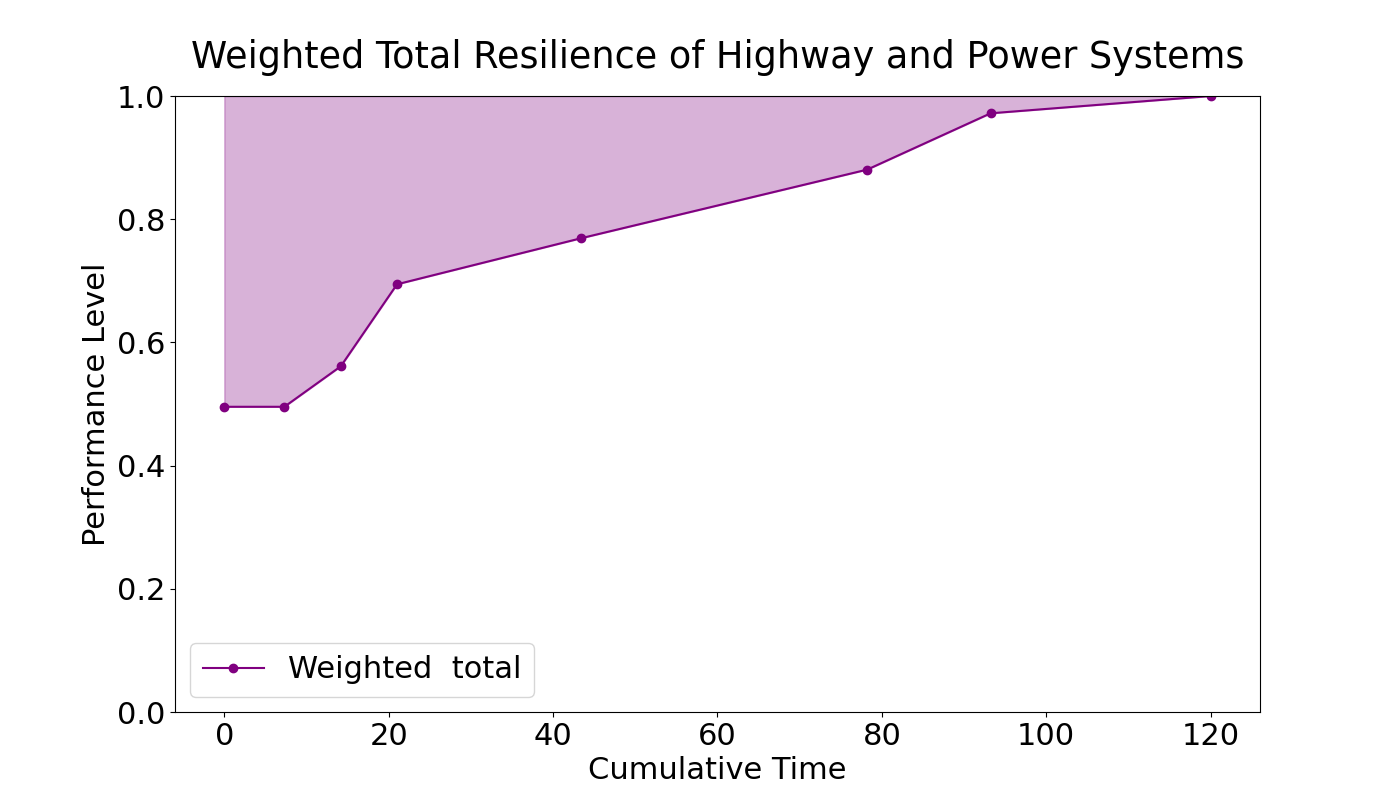 Weighted Total Resilience of Highway and Power Systems
1.0
0.8
0.6
0.4
0.2
0.0
Performance Level
Weighted  total
0 20 40 60 80 100 120
Cumulative Time